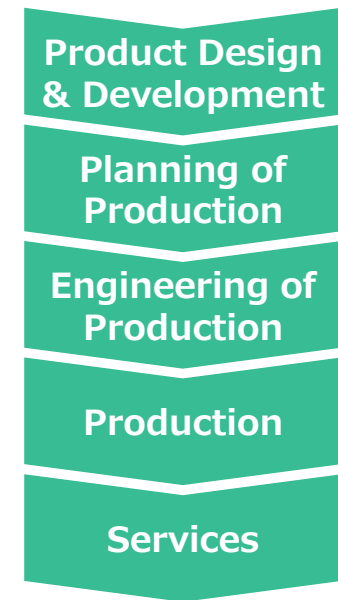 Product Design
& Development
Planning of
Production
Engineering of
Production
Production
Services